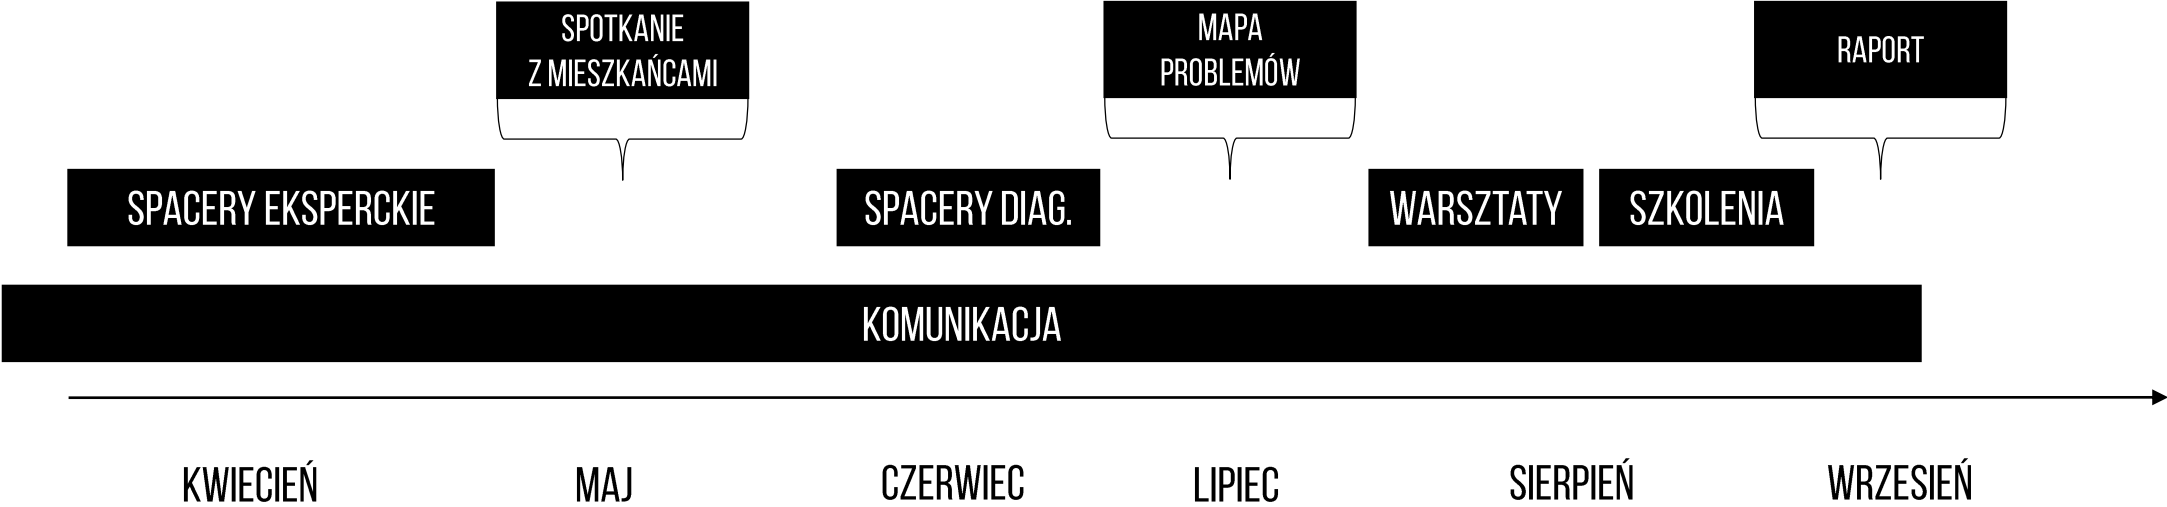 SPOTKANIE
Z MIESZKAŃCAMI
MAPA
PROBLEMÓW
RAPORT
SPACERY EKSPERCKIE
SPACERY DIAG.
WARSZTATY
SZKOLENIA
KOMUNIKACJA
KWIECIEŃ
MAJ
CZERWIEC
LIPIEC
SIERPIEŃ
WRZESIEŃ